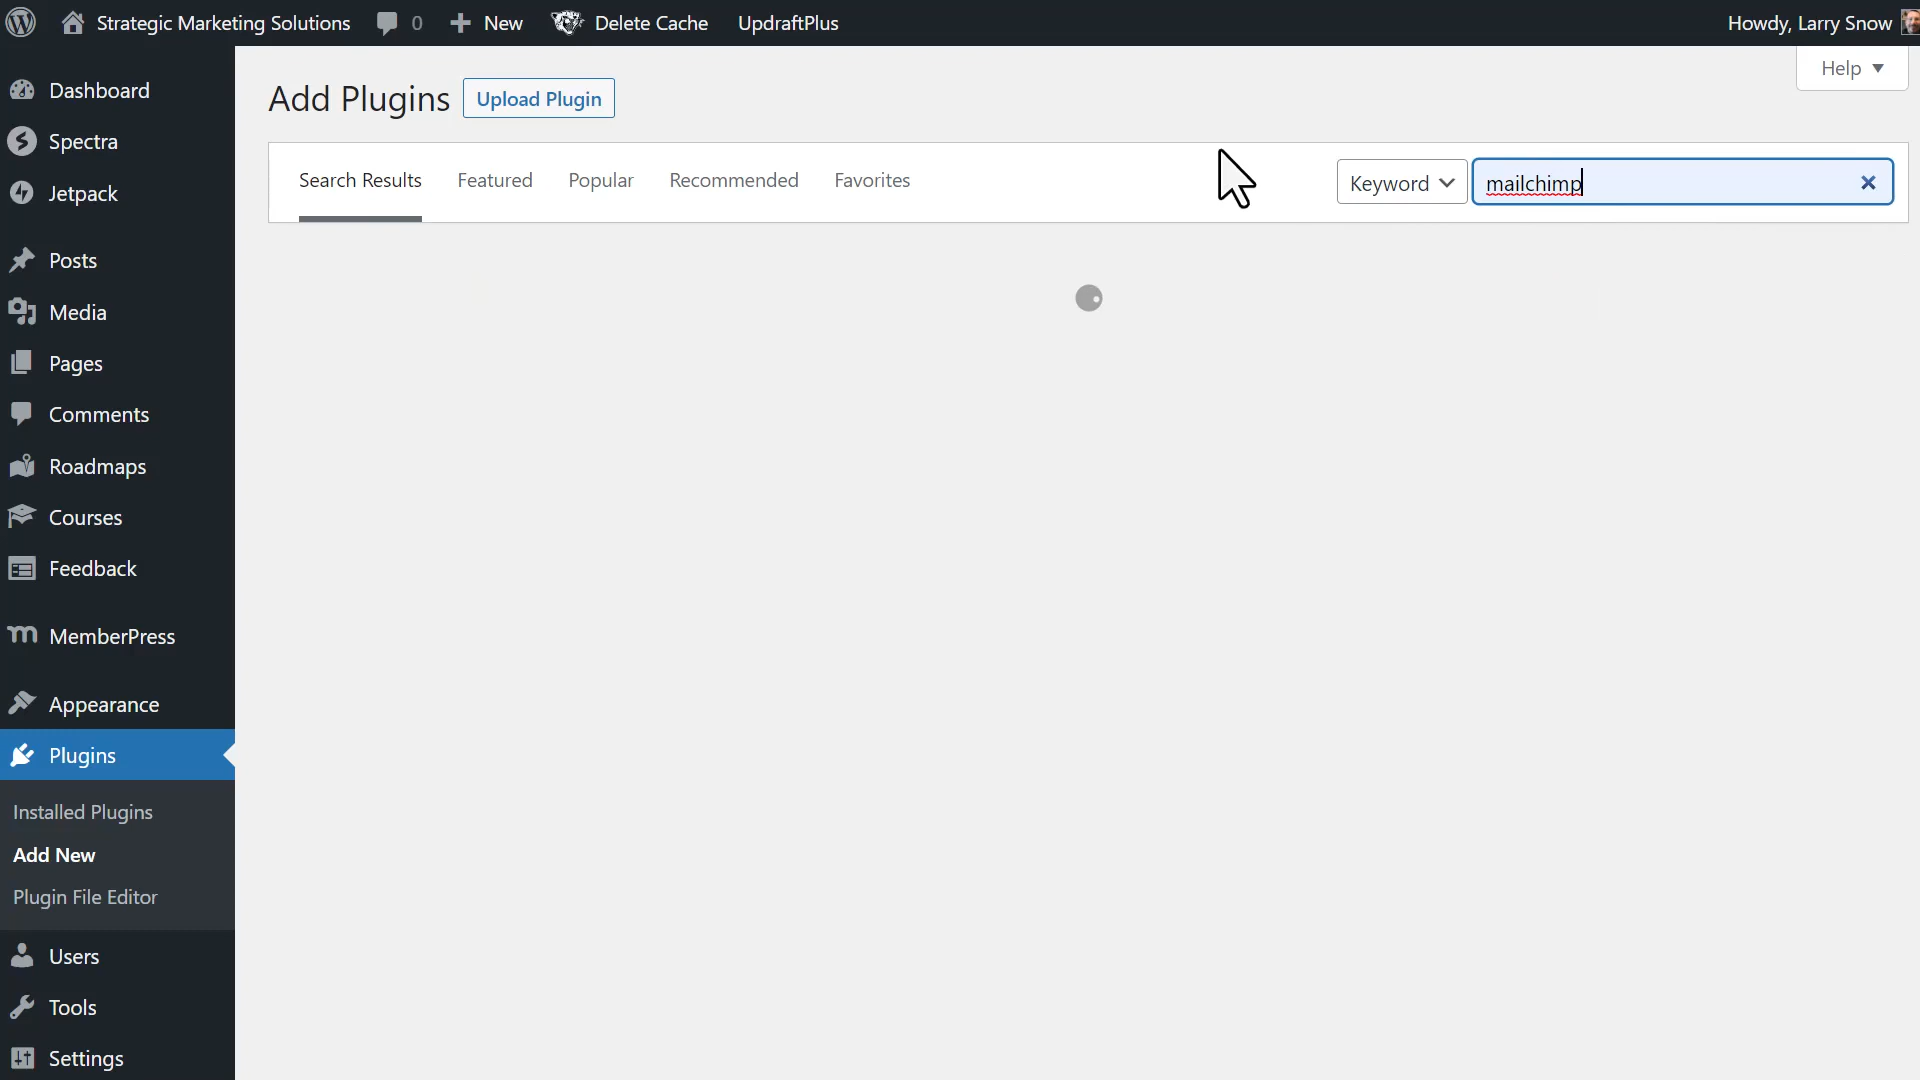 Strategic Marketing Solutions 0 New Delete Cache UpdraftPlus Howdy, Larry Snow
Help
Add Plugins Upload Plugin
Search Results Featured Popular Recommended Favorites Keyword mailchimp
Dashboard
Spectra
Jetpack
Posts
Media
Pages
Comments
Roadmaps
Courses
Feedback
MemberPress
Appearance
Plugins
Installed Plugins
Add New
Plugin File Editor
Users
Tools
Settings